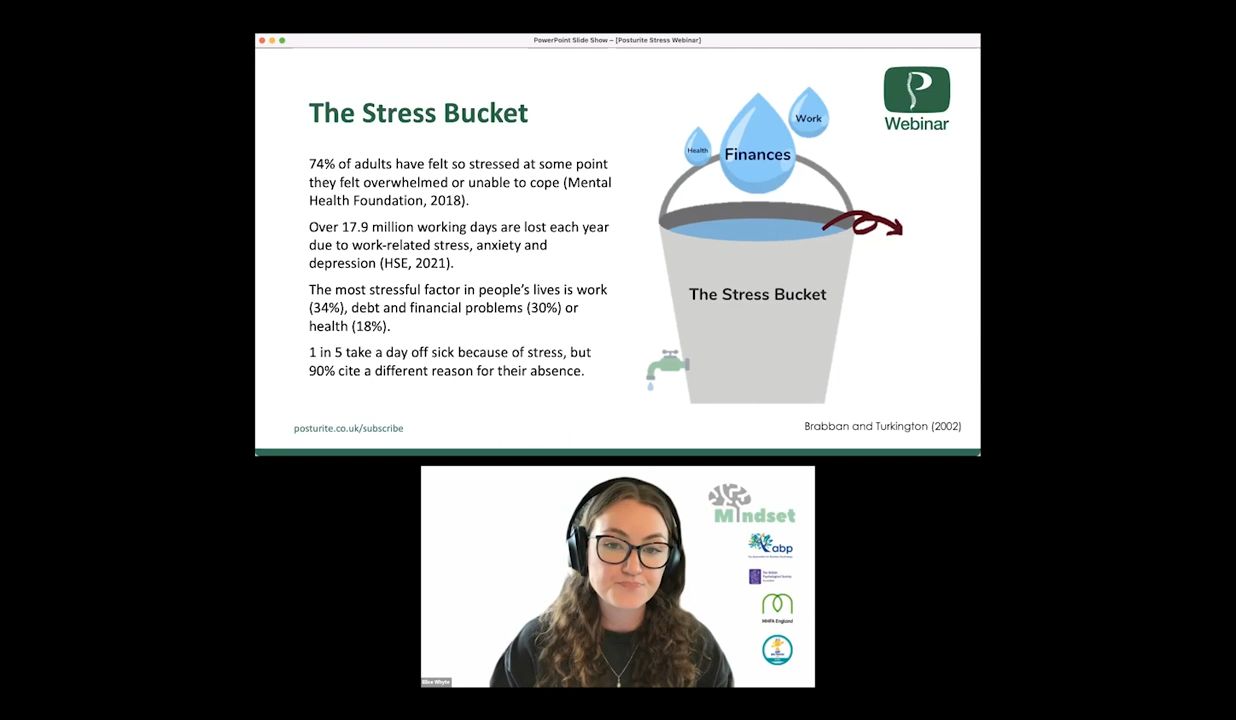 PowerPoint Slide Show – [Posturite Stress Webinar]
The Stress Bucket
74% of adults have felt so stressed at some point
they felt overwhelmed or unable to cope (Mental
Health Foundation, 2018).
Over 17.9 million working days are lost each year
due to work-related stress, anxiety and
depression (HSE, 2021).
The most stressful factor in people’s lives is work
(34%), debt and financial problems (30%) or
health (18%).
1 in 5 take a day off sick because of stress, but
90% cite a different reason for their absence.
posturite.co.uk/subscribe
Health
Finances
Work
The Stress Bucket
Webinar
Brabban and Turkington (2002)
Mindset
abp
MHFA England
Elice Whyte